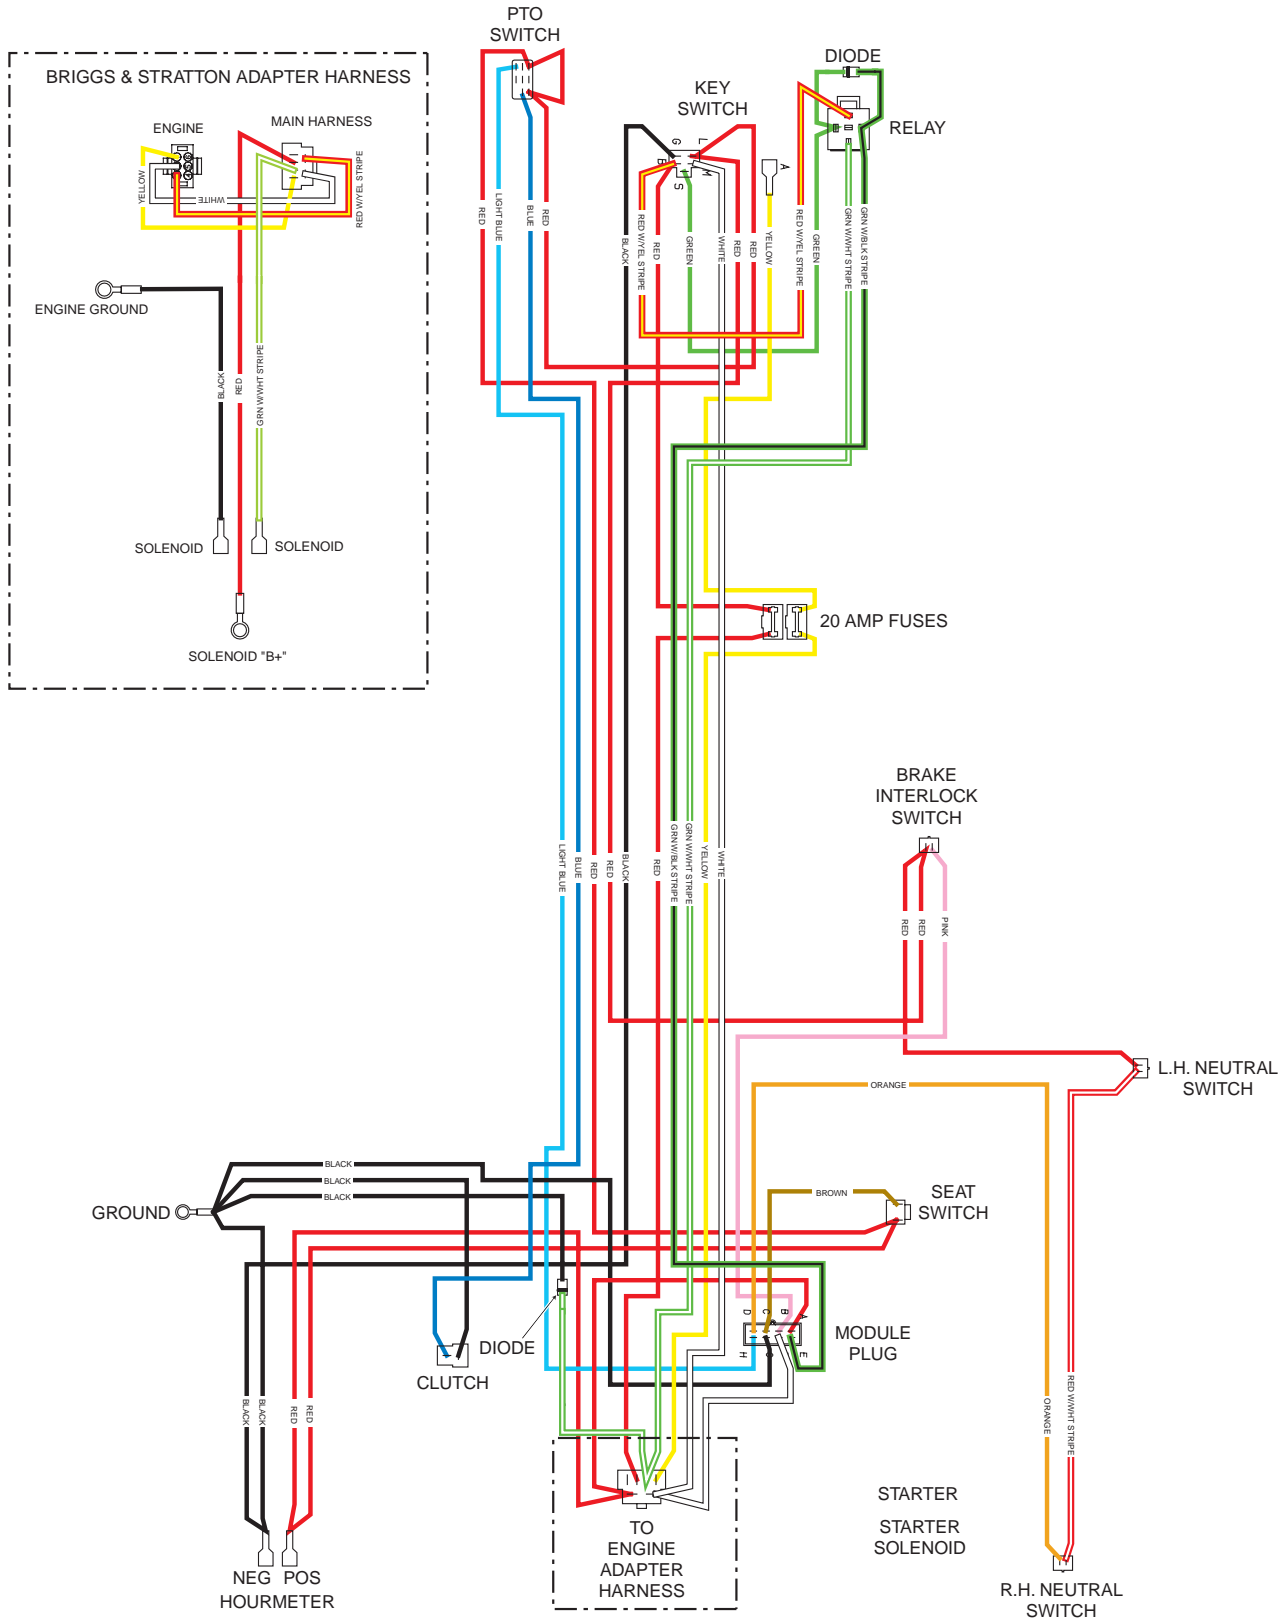 PTO
SWITCH
DIODE
KEY
SWITCH
RELAY
BRIGGS & STRATTON ADAPTER HARNESS
ENGINE
MAIN HARNESS
YELLOW
WHITE
RED W/YEL STRIPE
ENGINE GROUND
BLACK
RED
GRN W/WHT STRIPE
SOLENOID
SOLENOID
SOLENOID "B+"
G
L
B
M
S
A
RED
LIGHT BLUE
BLUE
RED
BLACK
RED W/YEL STRIPE
RED
GREEN
WHITE
RED
RED
YELLOW
RED W/YEL STRIPE
GREEN
GRN W/WHT STRIPE
GRN W/BLK STRIPE
20 AMP FUSES
BRAKE
INTERLOCK
SWITCH
LIGHT BLUE
BLUE
RED
RED
BLACK
RED
GRN W/BLK STRIPE
GRN W/WHT STRIPE
YELLOW
WHITE
RED
RED
PINK
L.H. NEUTRAL
SWITCH
ORANGE
BLACK
BLACK
BLACK
BROWN
GROUND
SEAT
SWITCH
DIODE
CLUTCH
D
C
B
A
H
E
MODULE
PLUG
BLACK
BLACK
RED
RED
ORANGE
RED W/WHT STRIPE
STARTER
STARTER
SOLENOID
TO
ENGINE
ADAPTER
HARNESS
NEG POS
HOURMETER
R.H. NEUTRAL
SWITCH